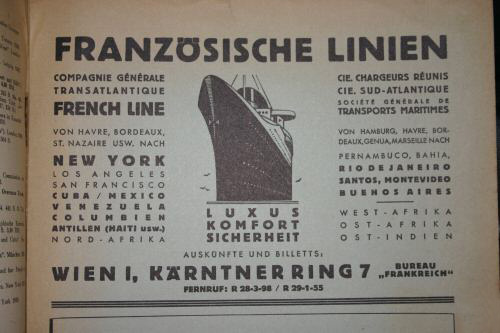 FRANZÖSISCHE LINIEN
COMPAGNIE GÉNÉRALE
TRANSATLANTIQUE
FRENCH LINE
VON HAVRE, BORDEAUX,
ST. NAZAIRE USW. NACH
NEW YORK
LOS ANGELES
SAN FRANCISCO
CUBA / MEXICO
VENEZUELA
COLUMBIEN
ANTILLEN (HAITI USW.)
NORD-AFRIKA
LUXUS
KOMFORT
SICHERHEIT
CIE. CHARGEURS RÉUNIS
CIE. SUD-ATLANTIQUE
SOCIÉTÉ GÉNÉRALE DE
TRANSPORTS MARITIMES
VON HAMBURG, HAVRE, BOR-
DEAUX, GENUA, MARSEILLE NACH
PERNAMBUCO, BAHIA,
RIO DE JANEIRO
SANTOS, MONTEVIDEO
BUENOS AIRES
WEST-AFRIKA
OST-AFRIKA
OST-INDIEN
AUSKÜNFTE UND BILLETTS:
WIEN I, KÄRNTNERRING 7 BUREAU „FRANKREICH“
FERNRUF: R 28-3-98 / R 29-1-55